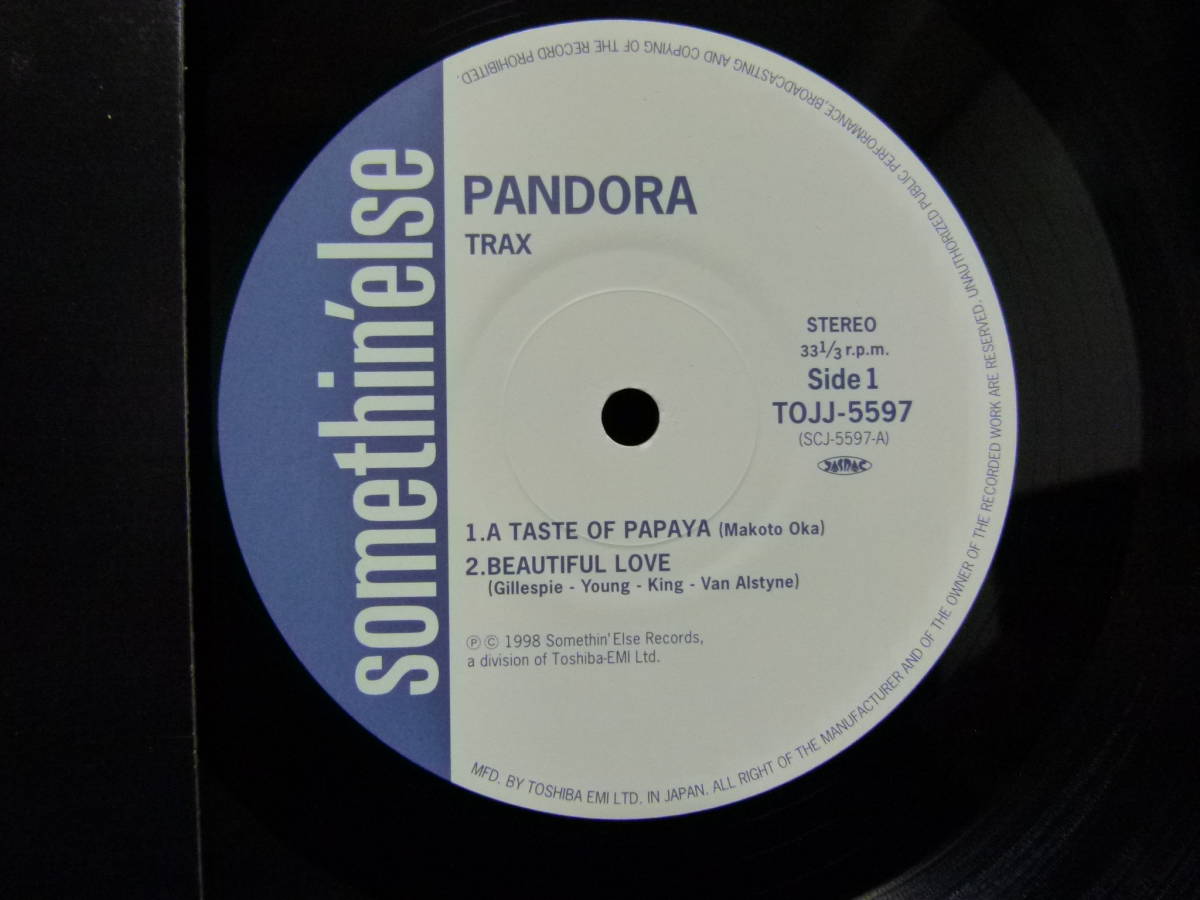 somethin'else
PANDORA
TRAX
STEREO
33 1/3 r.p.m.
Side 1
TOJJ-5597
(SCJ-5597-A)
JASRAC
1.A TASTE OF PAPAYA (Makoto Oka)
2.BEAUTIFUL LOVE
(Gillespie - Young - King - Van Alstyne)
Ⓟ Ⓒ 1998 Somethin' Else Records,
a division of Toshiba-EMI Ltd.
MFD. BY TOSHIBA EMI LTD. IN JAPAN. ALL RIGHT OF THE MANUFACTURER AND OF THE OWNER OF THE RECORDED WORK ARE RESERVED. UNAUTHORIZED PUBLIC PERFORMANCE,BROADCASTING AND COPYING OF THE RECORD PROHIBITED.